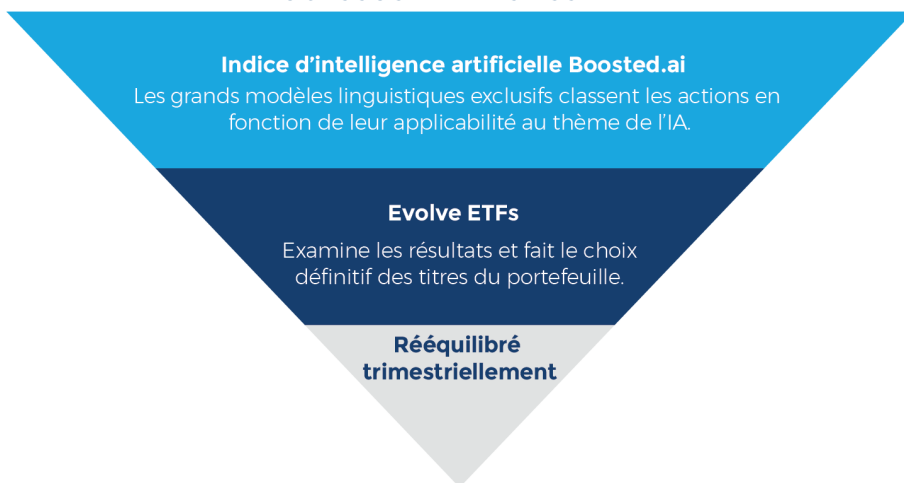 Indice d’intelligence artificielle Boosted.ai
Les grands modèles linguistiques exclusifs classent les actions en
fonction de leur applicabilité au thème de l’IA.
Evolve ETFs
Examine les résultats et fait le choix
définitif des titres du portefeuille.
Rééquilibré
trimestriellement